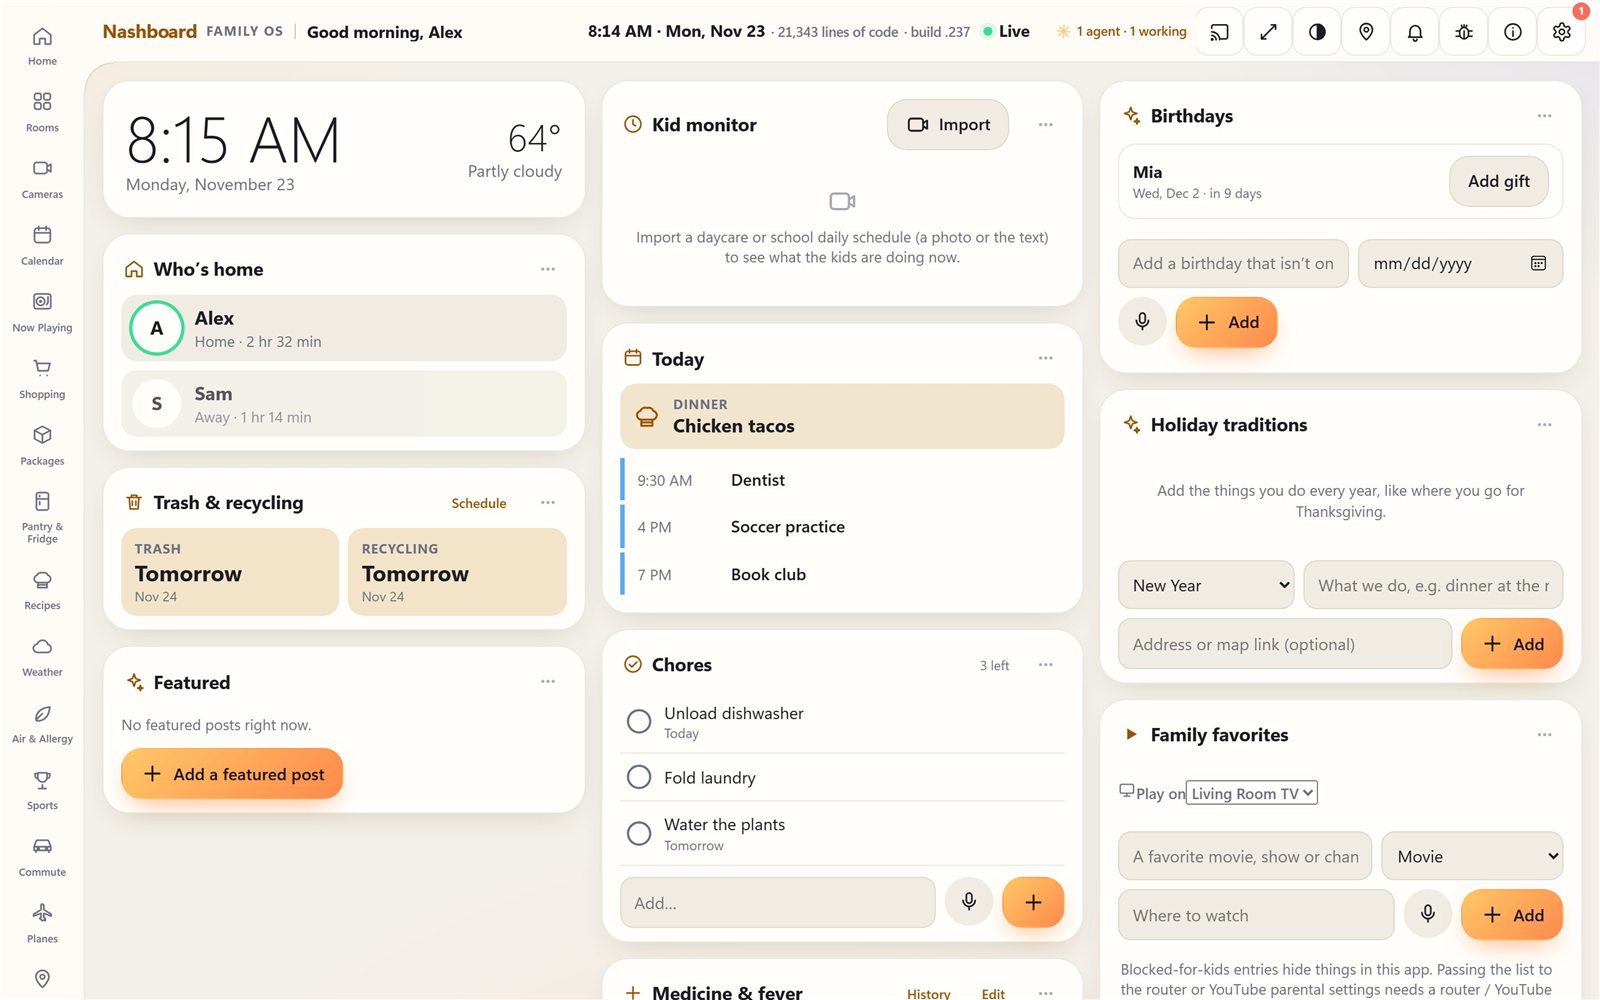 Nashboard FAMILY OS Good morning, Alex
8:14 AM · Mon, Nov 23 · 21,343 lines of code · build .237 Live
1 agent · 1 working
1
Home
Rooms
Cameras
Calendar
Now Playing
Shopping
Packages
Pantry &
Fridge
Recipes
Weather
Air & Allergy
Sports
Commute
Planes
8:15 AM
Monday, November 23
64°
Partly cloudy
Who's home
A
Alex
Home · 2 hr 32 min
S
Sam
Away · 1 hr 14 min
Trash & recycling
Schedule
TRASH
Tomorrow
Nov 24
RECYCLING
Tomorrow
Nov 24
Featured
No featured posts right now.
Add a featured post
Kid monitor
Import
Import a daycare or school daily schedule (a photo or the text)
to see what the kids are doing now.
Today
DINNER
Chicken tacos
9:30 AM Dentist
4 PM Soccer practice
7 PM Book club
Chores
3 left
Unload dishwasher
Today
Fold laundry
Water the plants
Tomorrow
Add...
Medicine & fever
History
Edit
Birthdays
Mia
Wed, Dec 2 · in 9 days
Add gift
Add a birthday that isn't on
mm/dd/yyyy
Add
Holiday traditions
Add the things you do every year, like where you go for
Thanksgiving.
New Year
What we do, e.g. dinner at the
Address or map link (optional)
Add
Family favorites
Play on Living Room TV
A favorite movie, show or chan
Movie
Where to watch
Add
Blocked-for-kids entries hide things in this app. Passing the list to
the router or YouTube parental settings needs a router / YouTube